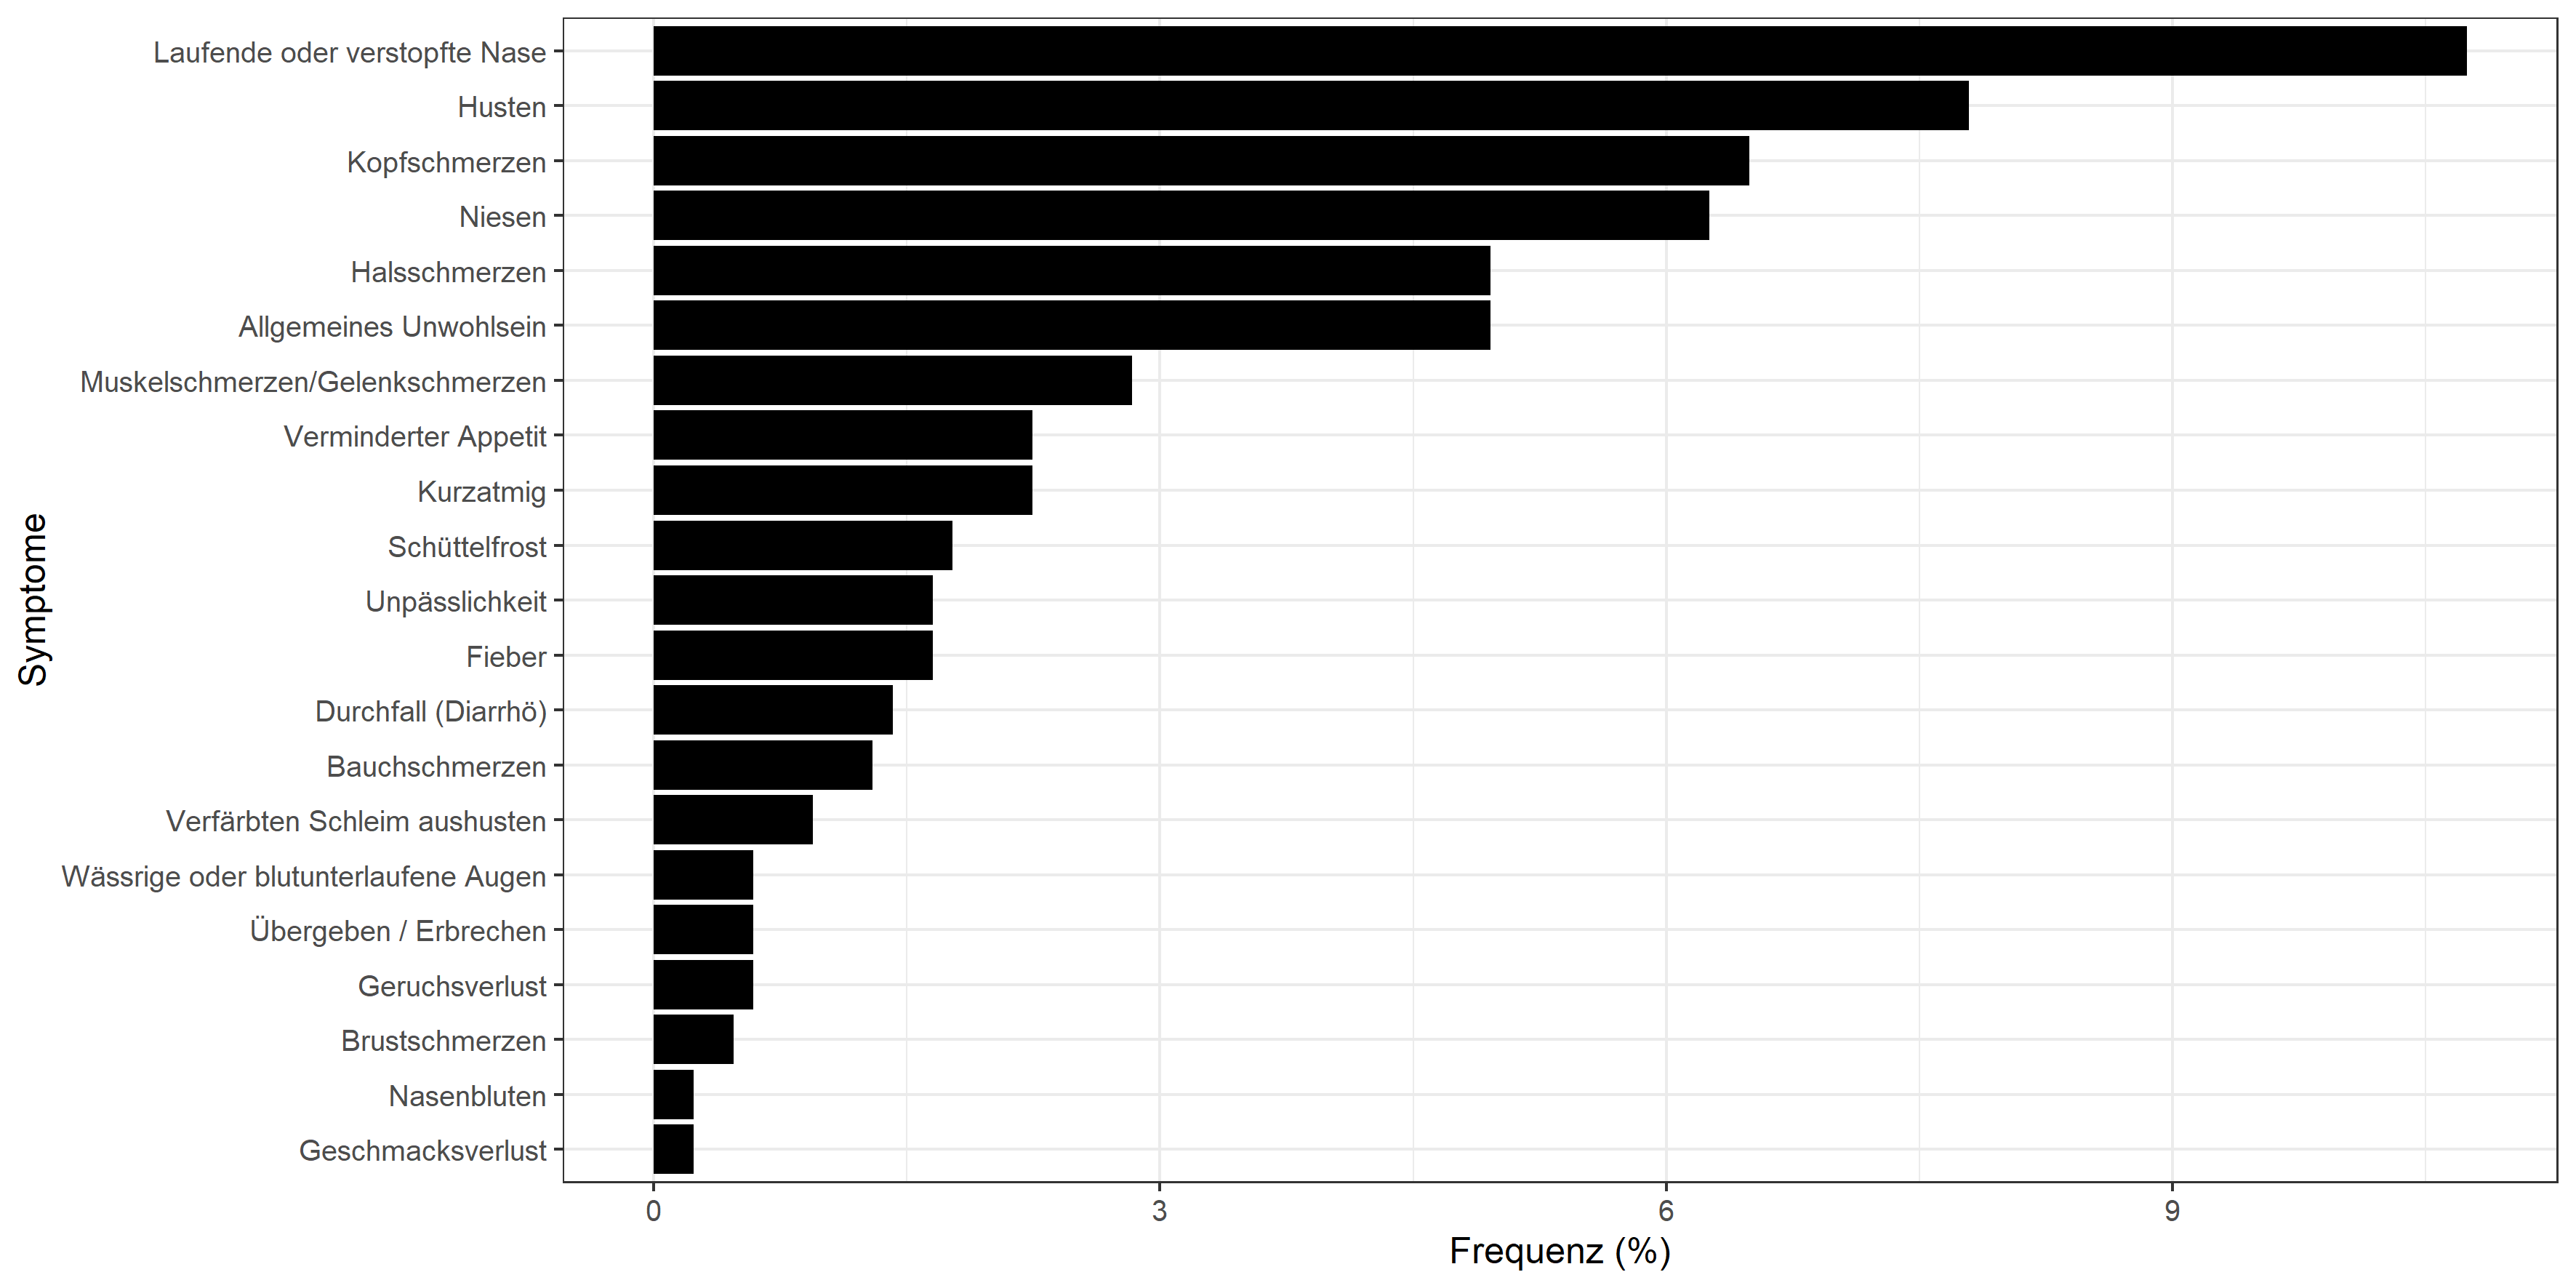 Laufende oder verstopfte Nase
Husten
Kopfschmerzen
Niesen
Halsschmerzen
Allgemeines Unwohlsein
Muskelschmerzen/Gelenkschmerzen
Verminderter Appetit
Kurzatmig
Schüttelfrost
Unpässlichkeit
Fieber
Durchfall (Diarrhö)
Bauchschmerzen
Verfärbten Schleim aushusten
Wässrige oder blutunterlaufene Augen
Übergeben / Erbrechen
Geruchsverlust
Brustschmerzen
Nasenbluten
Geschmacksverlust
Symptome
0 3 6 9
Frequenz (%)